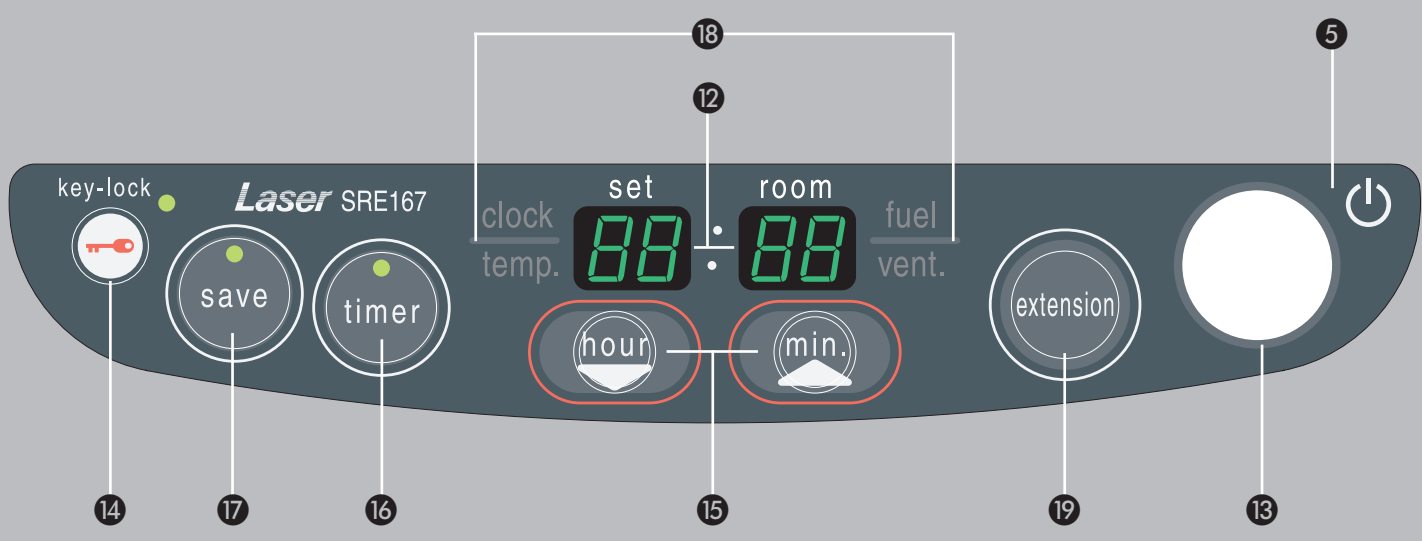 18
5
12
key-lock
Laser SRE167
set
room
clock
temp.
88
:
88
fuel
vent.
save
timer
hour
min.
extension
14
17
16
15
19
13